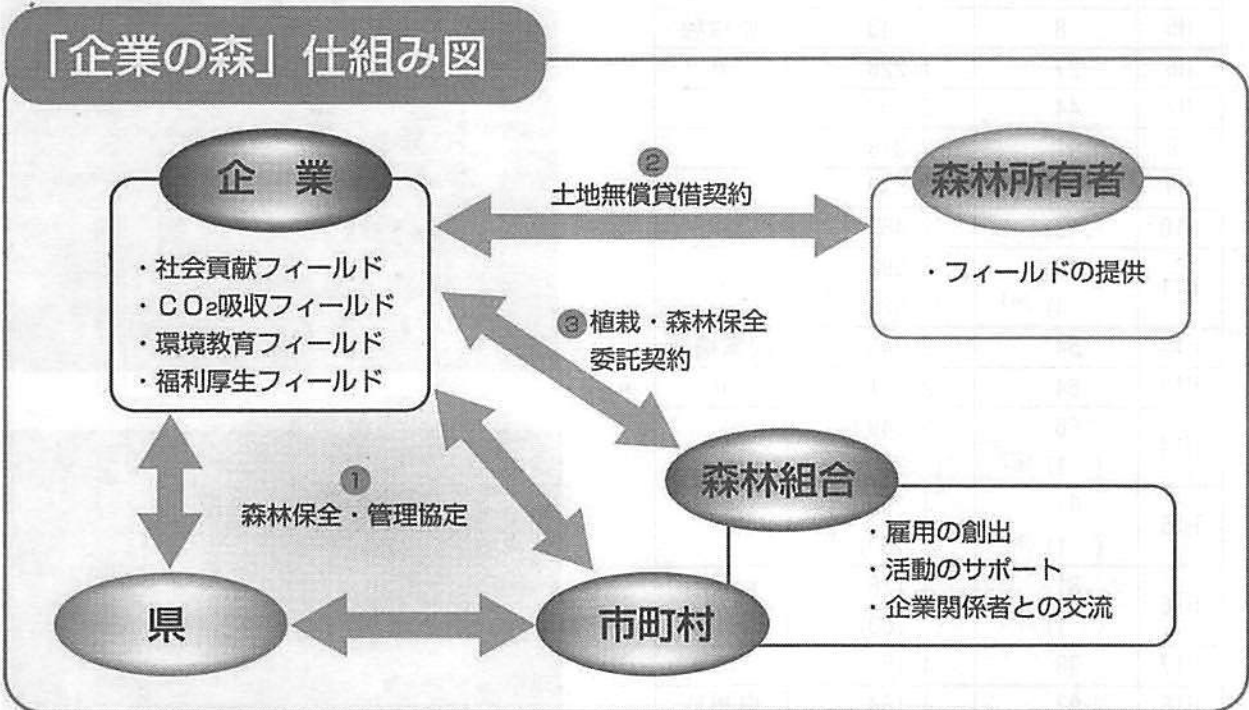 「企業の森」仕組み図
企業
・社会貢献フィールド
・CO₂吸収フィールド
・環境教育フィールド
・福利厚生フィールド
②
土地無償貸借契約
森林所有者
・フィールドの提供
③植栽・森林保全
委託契約
①
森林保全・管理協定
森林組合
・雇用の創出
・活動のサポート
・企業関係者との交流
県
市町村